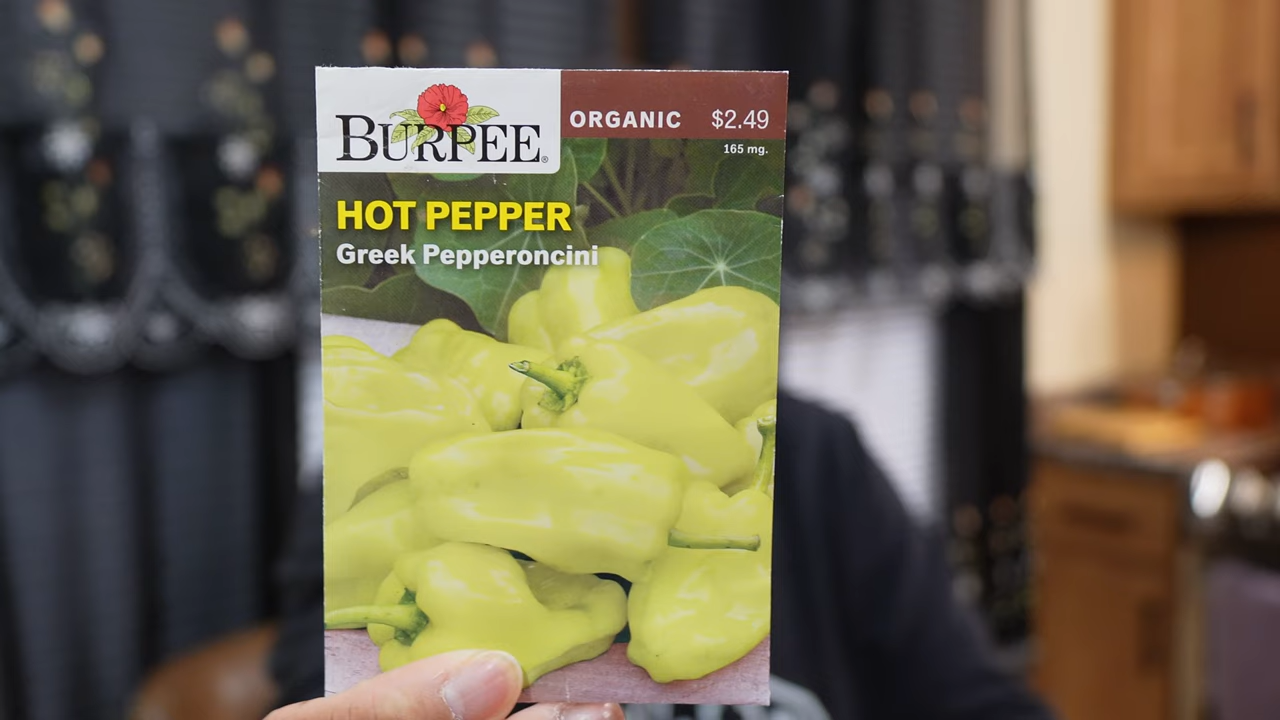 BURPEE®
ORGANIC $2.49
165 mg.
HOT PEPPER
Greek Pepperoncini